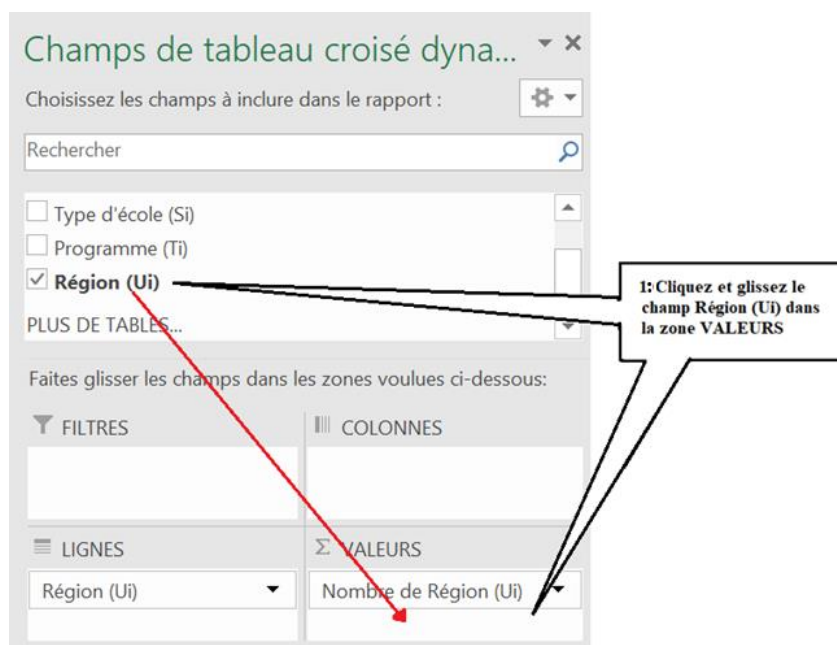 Champs de tableau croisé dyna...
Choisissez les champs à inclure dans le rapport :
Rechercher
Type d'école (Si)
Programme (Ti)
Région (Ui)
PLUS DE TABLES...
1: Cliquez et glissez le
champ Région (Ui) dans
la zone VALEURS
Faites glisser les champs dans les zones voulues ci-dessous:
FILTRES
COLONNES
LIGNES
Σ VALEURS
Région (Ui)
Nombre de Région (Ui)